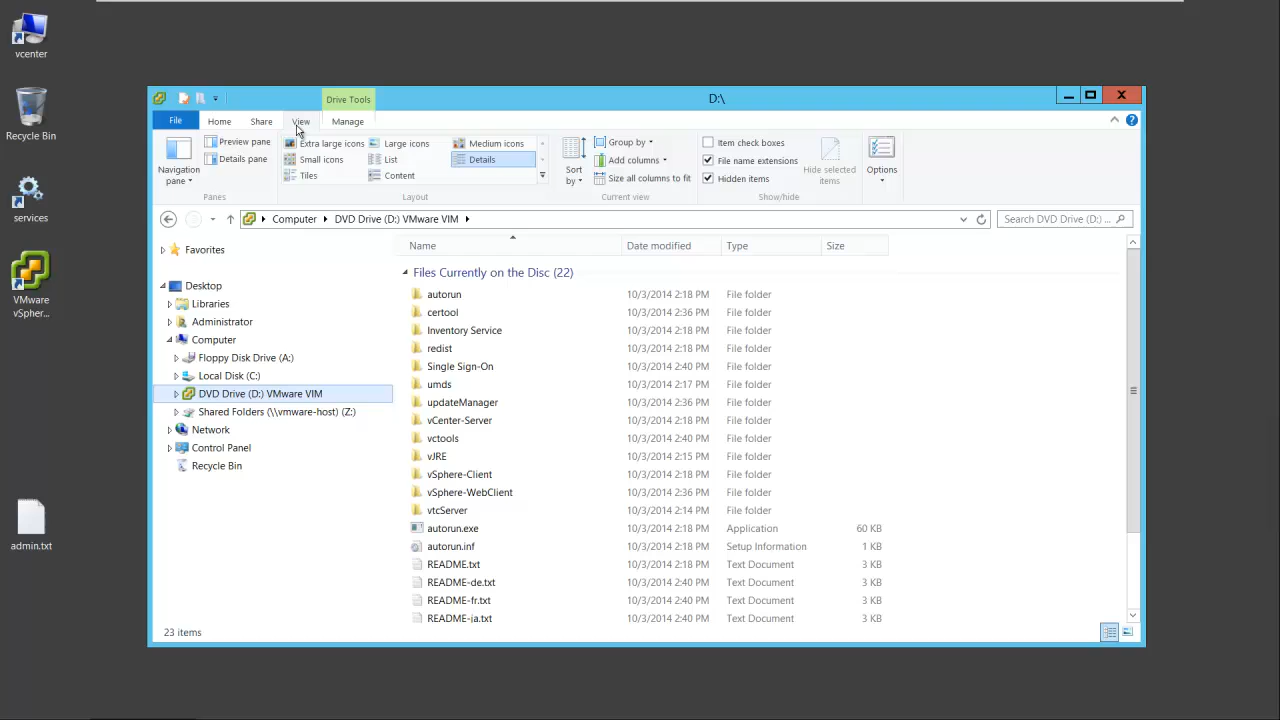 vcenter
Recycle Bin
services
VMware
vSpher...
admin.txt
Drive Tools
D:\
File
Home
Share
View
Manage
Navigation
pane
Preview pane
Details pane
Panes
Extra large icons
Large icons
Medium icons
Small icons
List
Details
Tiles
Content
Layout
Sort
by
Group by
Add columns
Size all columns to fit
Current view
Item check boxes
File name extensions
Hidden items
Hide selected
items
Show/hide
Options
Computer
DVD Drive (D:) VMware VIM
Search DVD Drive (D:) ...
Favorites
Desktop
Libraries
Administrator
Computer
Floppy Disk Drive (A:)
Local Disk (C:)
DVD Drive (D:) VMware VIM
Shared Folders (\\vmware-host) (Z:)
Network
Control Panel
Recycle Bin
Name Date modified Type Size
Files Currently on the Disc (22)
autorun 10/3/2014 2:18 PM File folder
certool 10/3/2014 2:36 PM File folder
Inventory Service 10/3/2014 2:18 PM File folder
redist 10/3/2014 2:18 PM File folder
Single Sign-On 10/3/2014 2:40 PM File folder
umds 10/3/2014 2:17 PM File folder
updateManager 10/3/2014 2:36 PM File folder
vCenter-Server 10/3/2014 2:18 PM File folder
vctools 10/3/2014 2:40 PM File folder
vJRE 10/3/2014 2:15 PM File folder
vSphere-Client 10/3/2014 2:18 PM File folder
vSphere-WebClient 10/3/2014 2:36 PM File folder
vtcServer 10/3/2014 2:14 PM File folder
autorun.exe 10/3/2014 2:18 PM Application 60 KB
autorun.inf 10/3/2014 2:18 PM Setup Information 1 KB
README.txt 10/3/2014 2:18 PM Text Document 3 KB
README-de.txt 10/3/2014 2:40 PM Text Document 3 KB
README-fr.txt 10/3/2014 2:40 PM Text Document 3 KB
README-ja.txt 10/3/2014 2:40 PM Text Document 3 KB
23 items